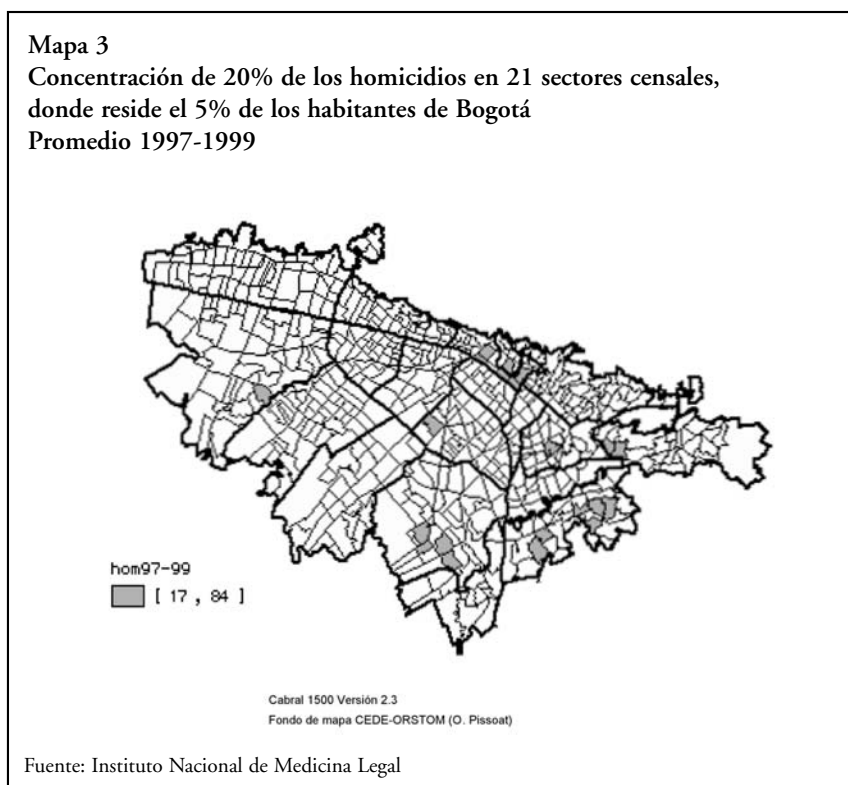 Mapa 3
Concentración de 20% de los homicidios en 21 sectores censales,
donde reside el 5% de los habitantes de Bogotá
Promedio 1997-1999
hom97-99
[ 17 , 84 ]
Cabral 1500 Versión 2.3
Fondo de mapa CEDE-ORSTOM (O. Pissoat)
Fuente: Instituto Nacional de Medicina Legal